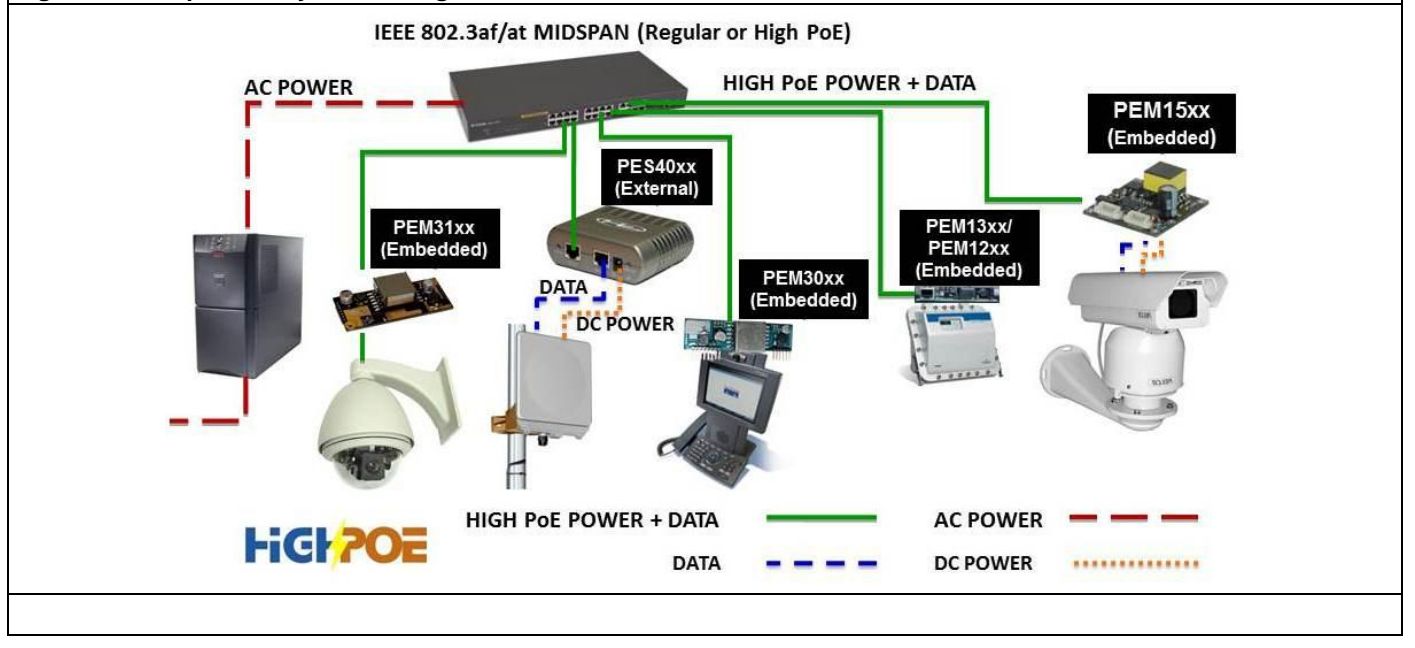 IEEE 802.3af/at MIDSPAN (Regular or High PoE)
AC POWER
HIGH PoE POWER + DATA
PEM15xx
(Embedded)
PES40xx
(External)
PEM31xx
(Embedded)
PEM13xx/
PEM12xx
(Embedded)
PEM30xx
(Embedded)
DATA
DC POWER
HIGH PoE POWER + DATA
AC POWER
DATA
DC POWER
HiGHPOE